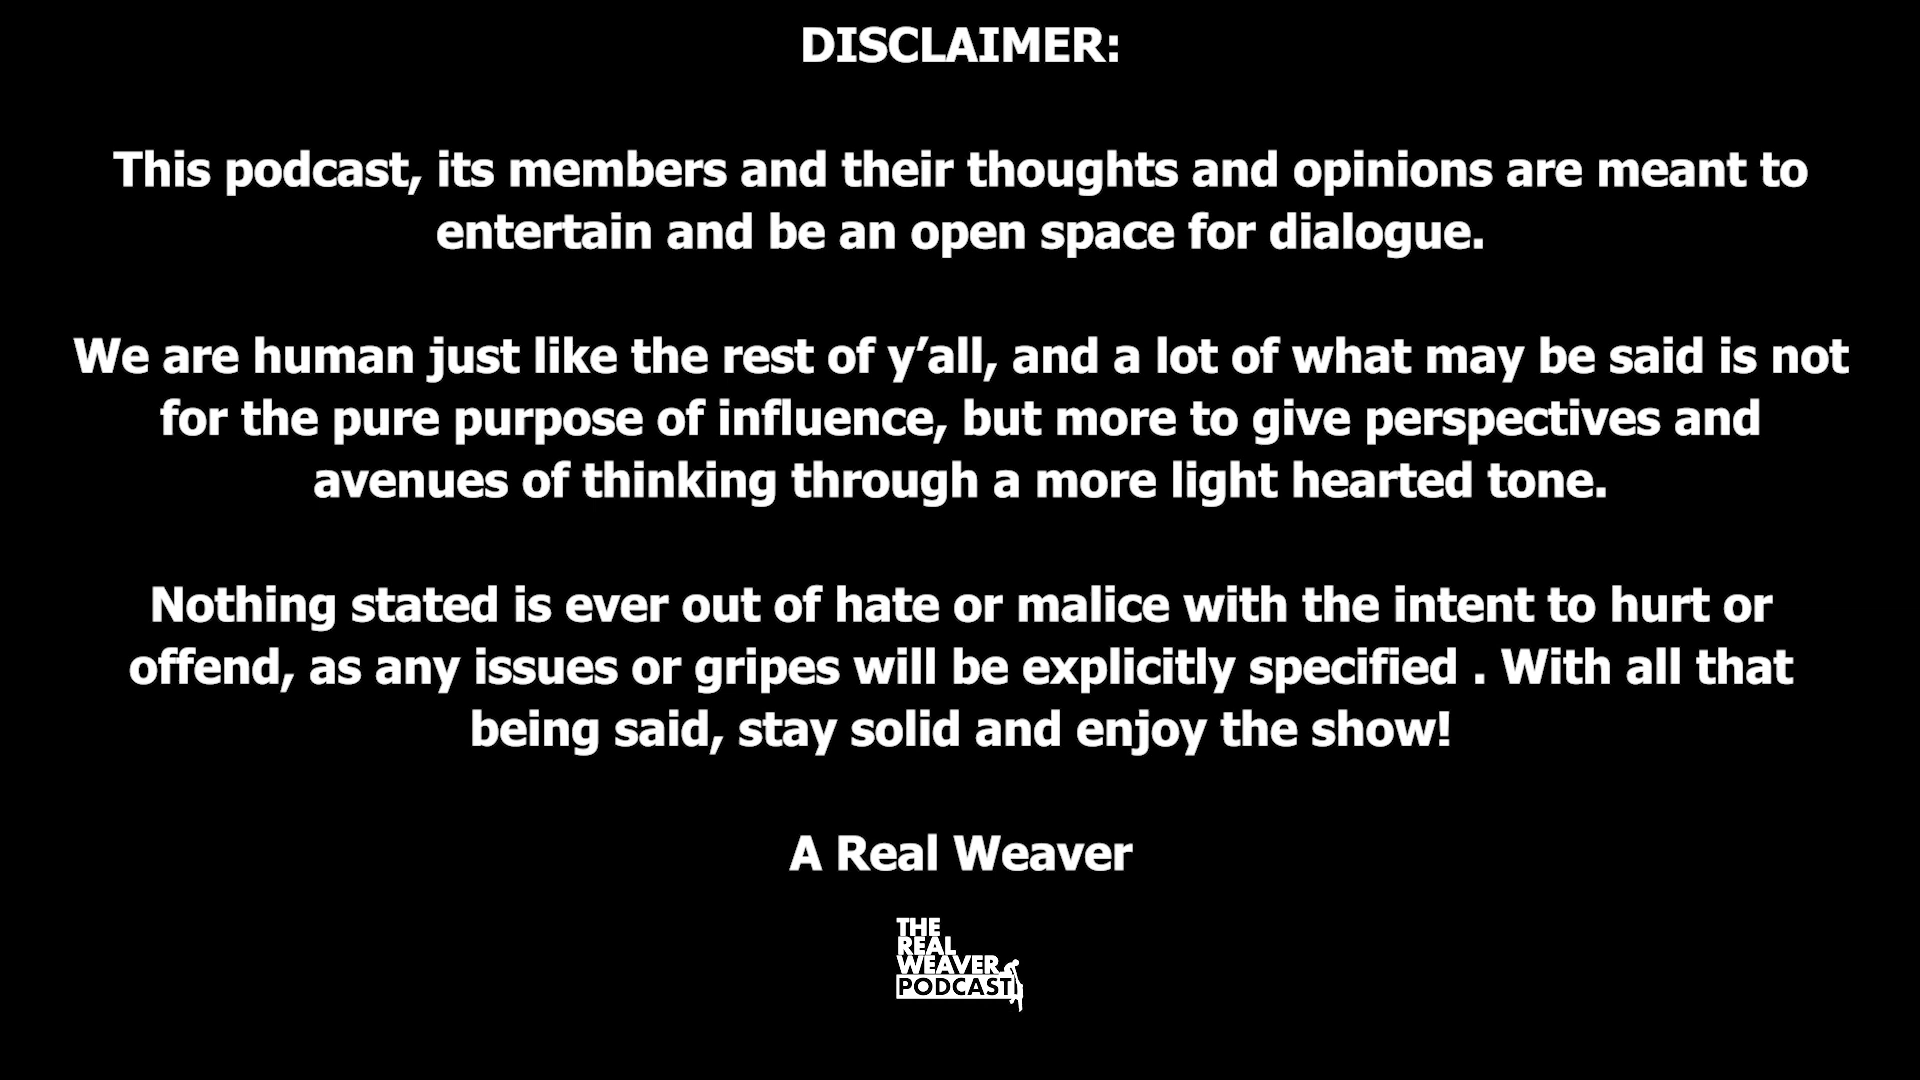 DISCLAIMER:
This podcast, its members and their thoughts and opinions are meant to
entertain and be an open space for dialogue.
We are human just like the rest of y’all, and a lot of what may be said is not
for the pure purpose of influence, but more to give perspectives and
avenues of thinking through a more light hearted tone.
Nothing stated is ever out of hate or malice with the intent to hurt or
offend, as any issues or gripes will be explicitly specified . With all that
being said, stay solid and enjoy the show!
A Real Weaver
THE
REAL
WEAVER
PODCAST